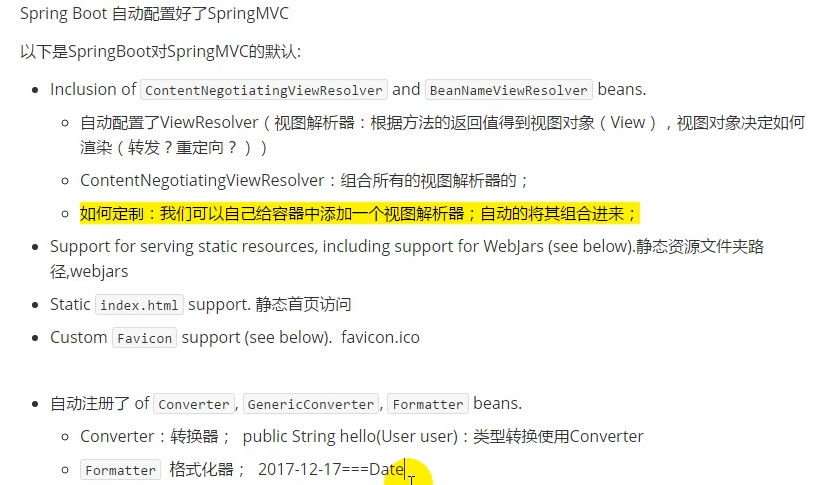 Spring Boot 自动配置好了SpringMVC
以下是SpringBoot对SpringMVC的默认:
Inclusion of ContentNegotiatingViewResolver and BeanNameViewResolver beans.
自动配置了ViewResolver（视图解析器：根据方法的返回值得到视图对象（View），视图对象决定如何
渲染（转发？重定向？））
ContentNegotiatingViewResolver：组合所有的视图解析器的；
如何定制：我们可以自己给容器中添加一个视图解析器；自动的将其组合进来；
Support for serving static resources, including support for WebJars (see below).静态资源文件夹路
径,webjars
Static index.html support. 静态首页访问
Custom Favicon support (see below). favicon.ico
自动注册了 of Converter, GenericConverter, Formatter beans.
Converter：转换器； public String hello(User user)：类型转换使用Converter
Formatter 格式化器； 2017-12-17===Date